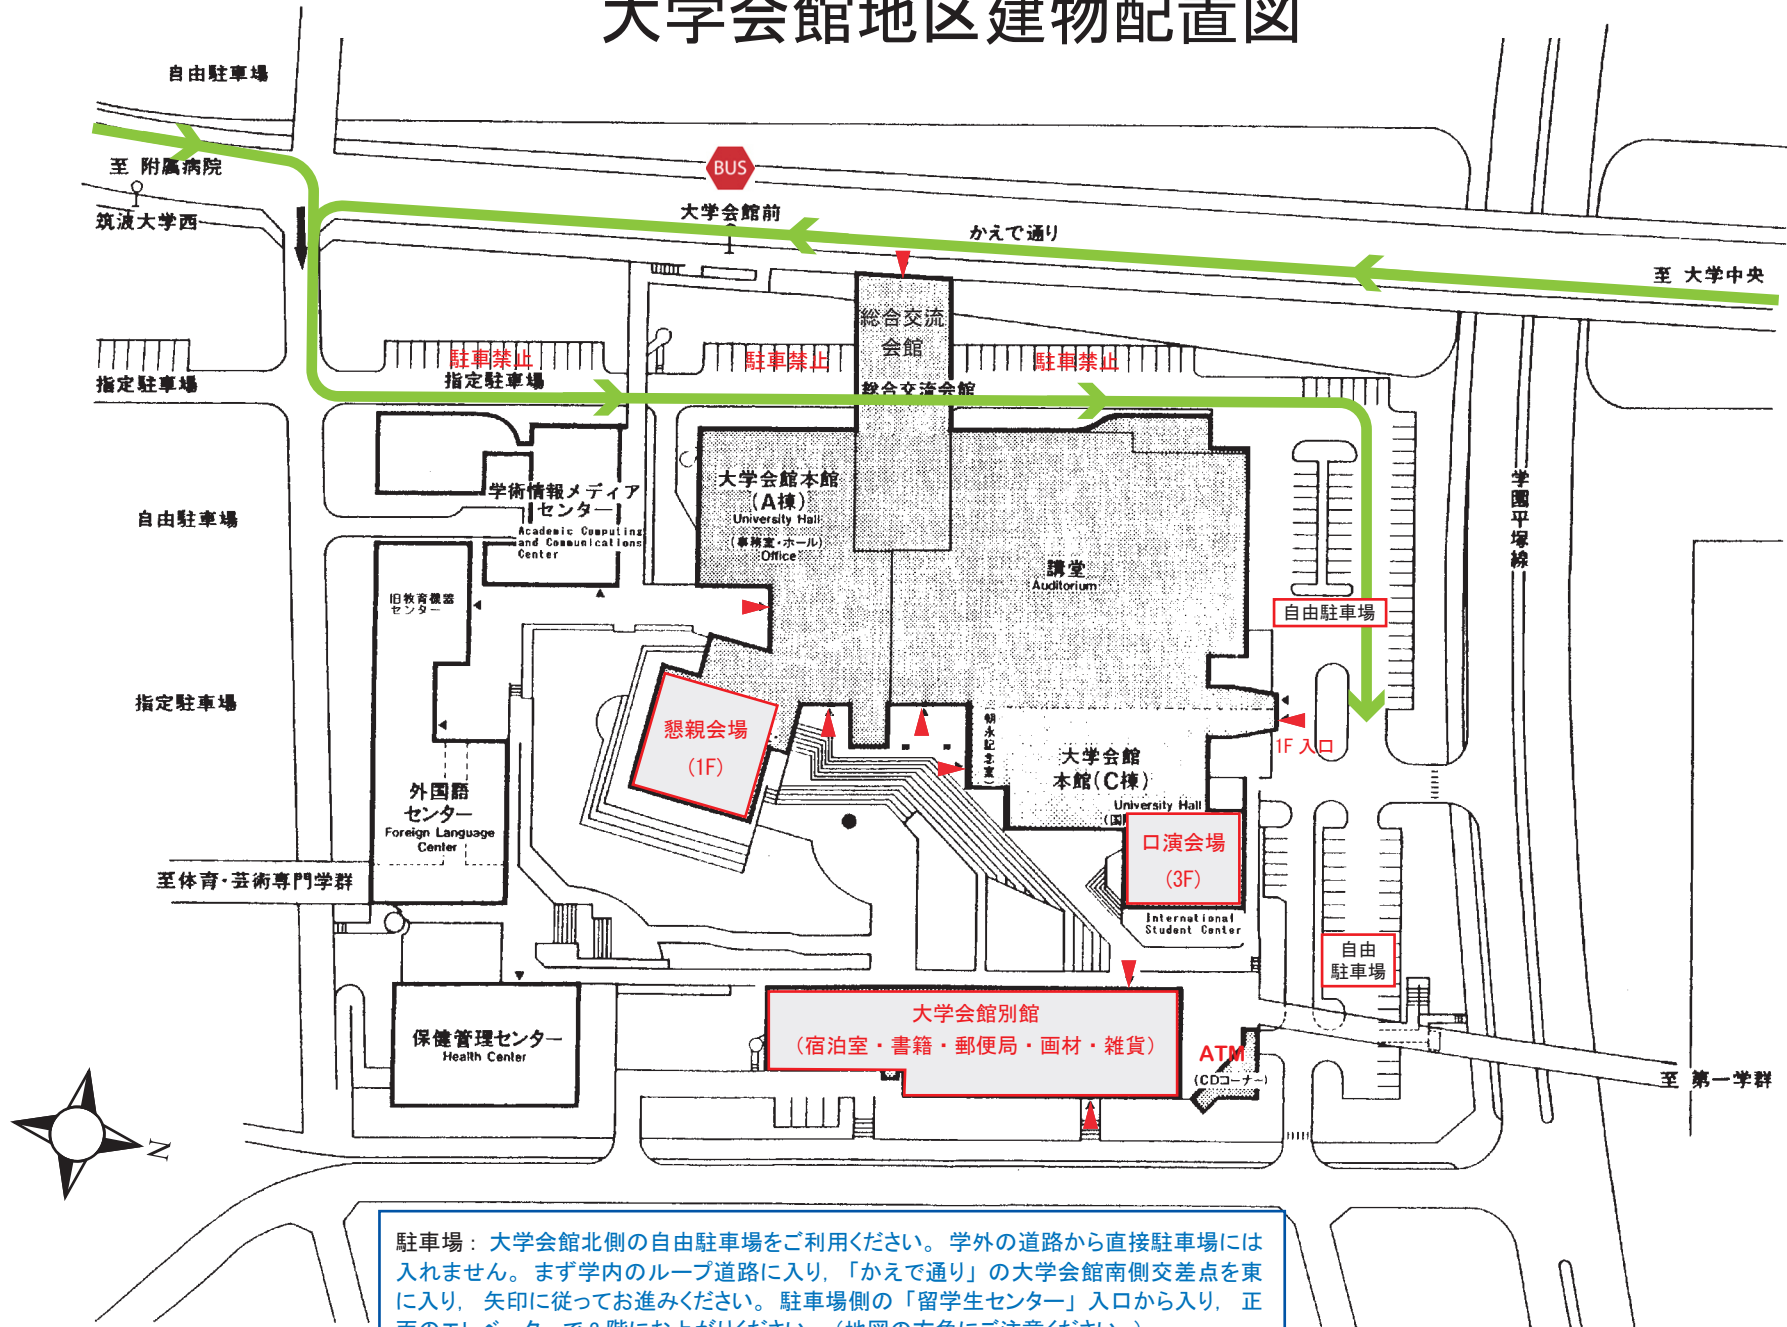 大学会館地区建物配置図
自由駐車場
至 附属病院
筑波大学西
BUS
大学会館前
かえで通り
至 大学中央
総合交流
会館
駐車禁止
駐車禁止
駐車禁止
指定駐車場
指定駐車場
総合交流会館
大学会館本館
(A棟)
University Hall
(事務室・ホール)
Office
学術情報メディア
センター
Academic Computing
and Communications
Center
自由駐車場
学園平塚線
講堂
Auditorium
旧教育機器
センター
自由駐車場
指定駐車場
懇親会場
(1F)
朝永記念室)
1F 入口
大学会館
本館(C棟)
University Hall
(国
外国語
センター
Foreign Language
Center
口演会場
(3F)
至体育・芸術専門学群
International
Student Center
自由
駐車場
大学会館別館
（宿泊室・書籍・郵便局・画材・雑貨）
保健管理センター
Health Center
ATM
(CDコーナー)
至 第一学群
N
駐車場：大学会館北側の自由駐車場をご利用ください。学外の道路から直接駐車場には
入れません。まず学内のループ道路に入り，「かえで通り」の大学会館南側交差点を東
に入り，矢印に従ってお進みください。駐車場側の「留学生センター」入口から入り，正